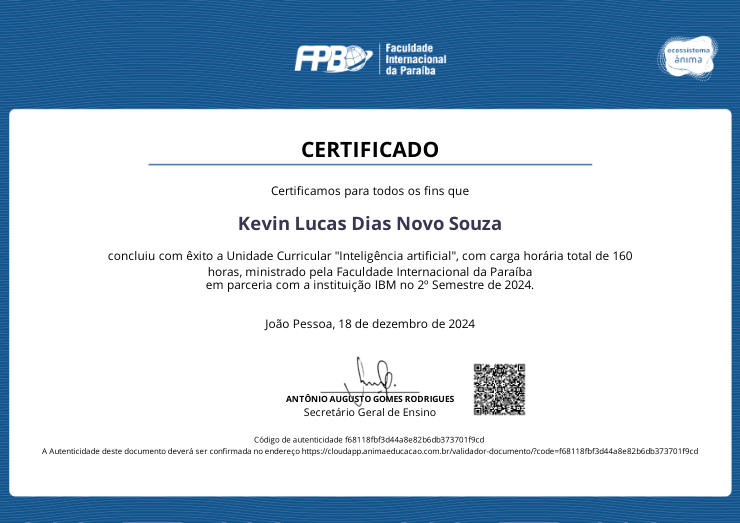 FPB
Faculdade
Internacional
da Paraíba
ecossistema
ânima
CERTIFICADO
Certificamos para todos os fins que
Kevin Lucas Dias Novo Souza
concluiu com êxito a Unidade Curricular "Inteligência artificial", com carga horária total de 160
horas, ministrado pela Faculdade Internacional da Paraíba
em parceria com a instituição IBM no 2º Semestre de 2024.
João Pessoa, 18 de dezembro de 2024
ANTÔNIO AUGUSTO GOMES RODRIGUES
Secretário Geral de Ensino
Código de autenticidade f68118fbf3d44a8e82b6db373701f9cd
A Autenticidade deste documento deverá ser confirmada no endereço https://cloudapp.animaeducacao.com.br/validador-documento/?code=f68118fbf3d44a8e82b6db373701f9cd